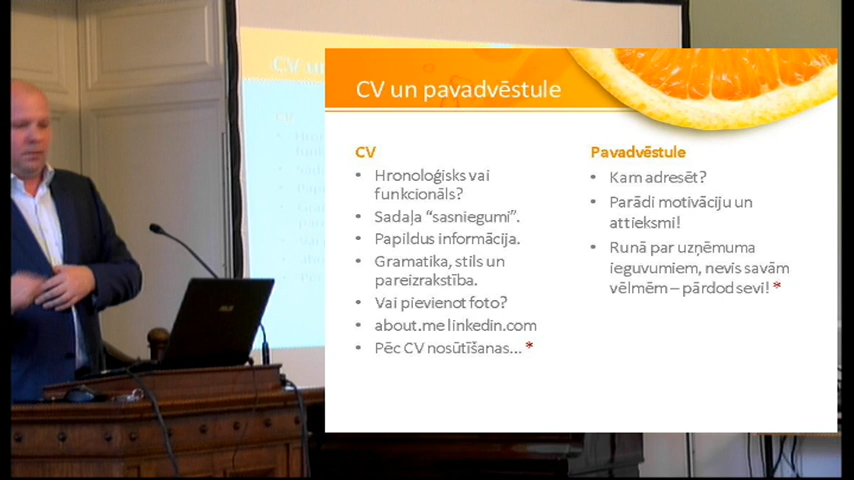 CV un pavadvēstule
CV
• Hronoloģisks vai
funkcionāls?
• Sadaļa “sasniegumi”.
• Papildus informācija.
• Gramatika, stils un
pareizrakstība.
• Vai pievienot foto?
• about.me linkedin.com
• Pēc CV nosūtīšanas... *
Pavadvēstule
• Kam adresēt?
• Parādi motivāciju un
attieksmi!
• Runā par uzņēmuma
ieguvumiem, nevis savām
vēlmēm – pārdod sevi! *
CV un